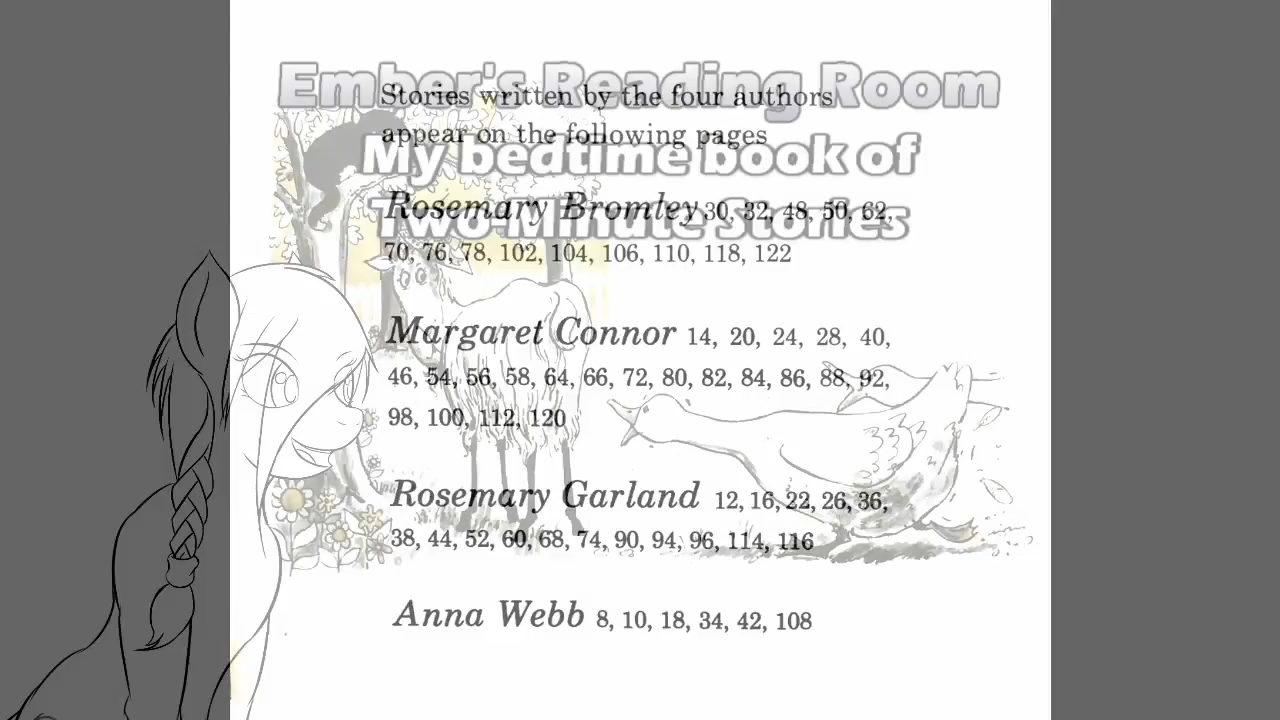 Ember's Reading Room
Stories written by the four authors
appear on the following pages
My bedtime book of
Two-Minute Stories
Rosemary Bromley 30, 32, 48, 50, 62,
70, 76, 78, 102, 104, 106, 110, 118, 122
Margaret Connor 14, 20, 24, 28, 40,
46, 54, 56, 58, 64, 66, 72, 80, 82, 84, 86, 88, 92,
98, 100, 112, 120
Rosemary Garland 12, 16, 22, 26, 36,
38, 44, 52, 60, 68, 74, 90, 94, 96, 114, 116
Anna Webb 8, 10, 18, 34, 42, 108